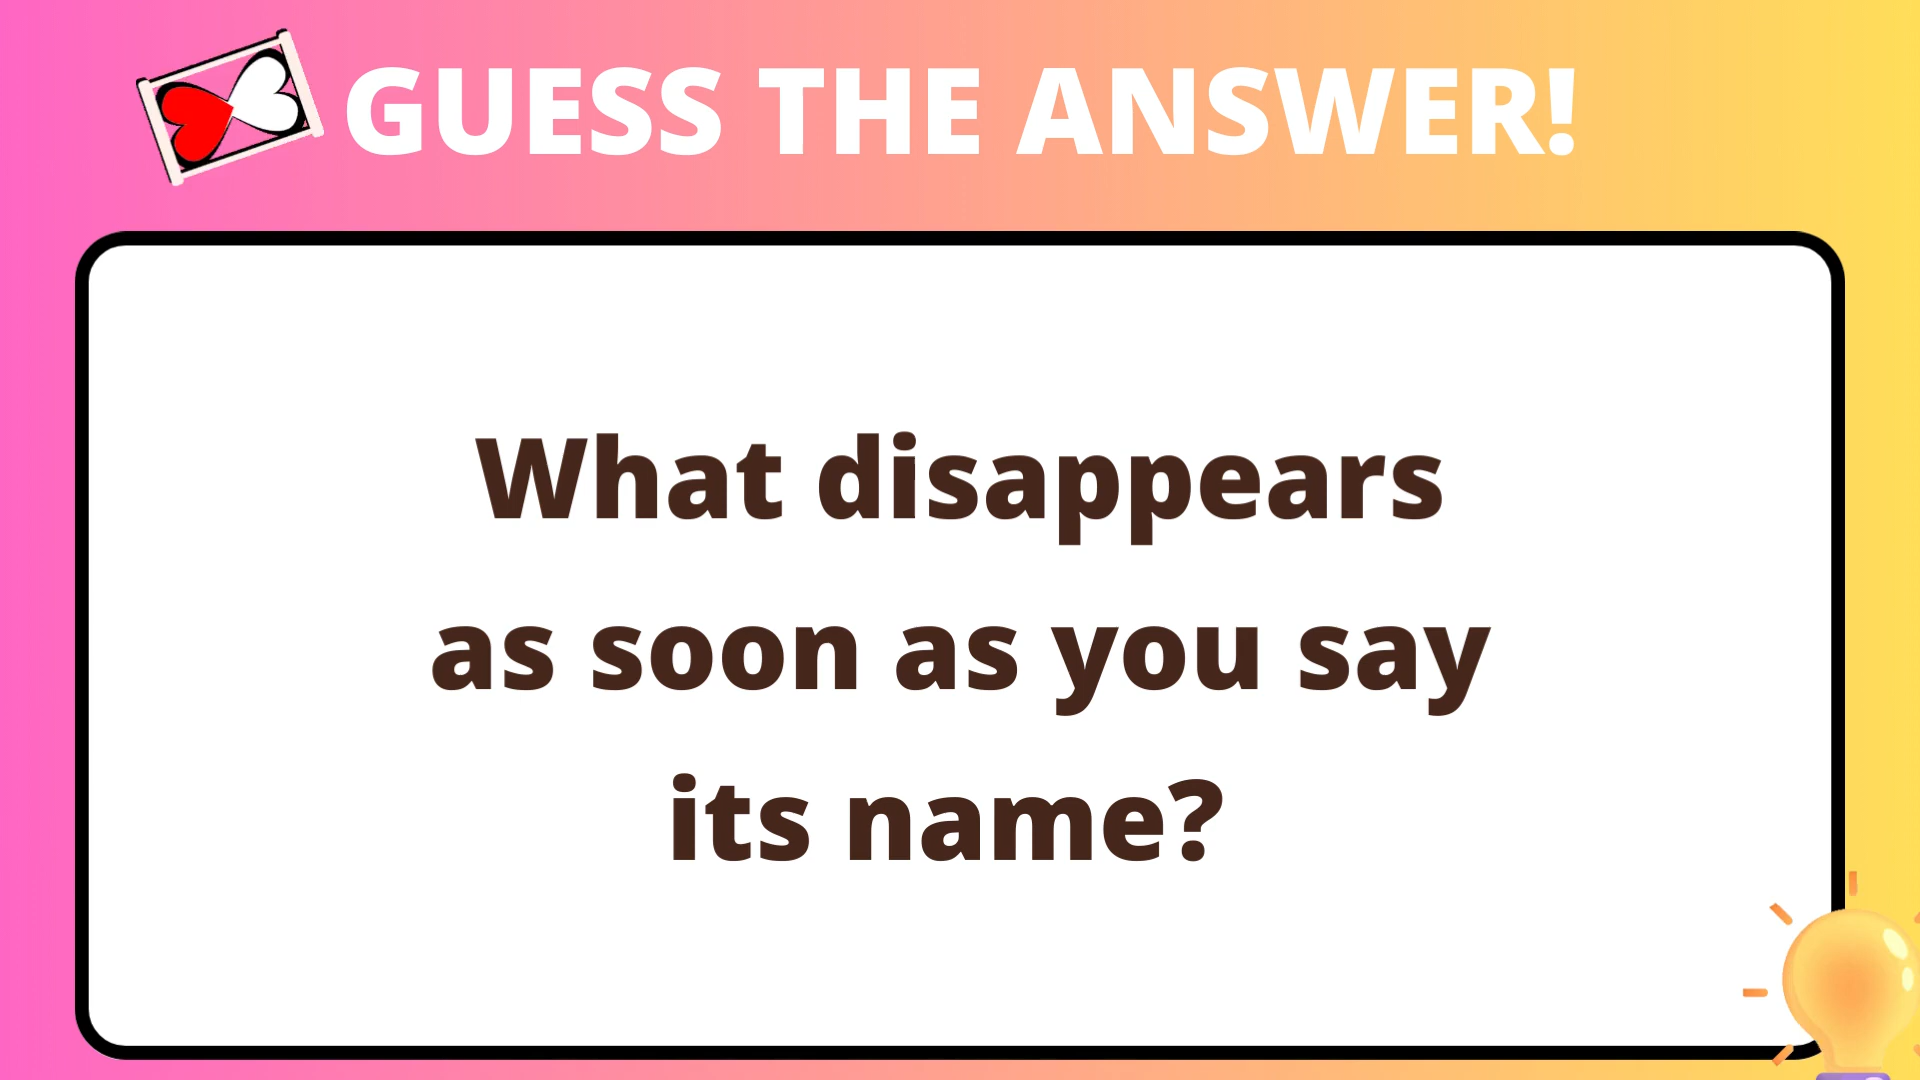 GUESS THE ANSWER!
What disappears
as soon as you say
its name?